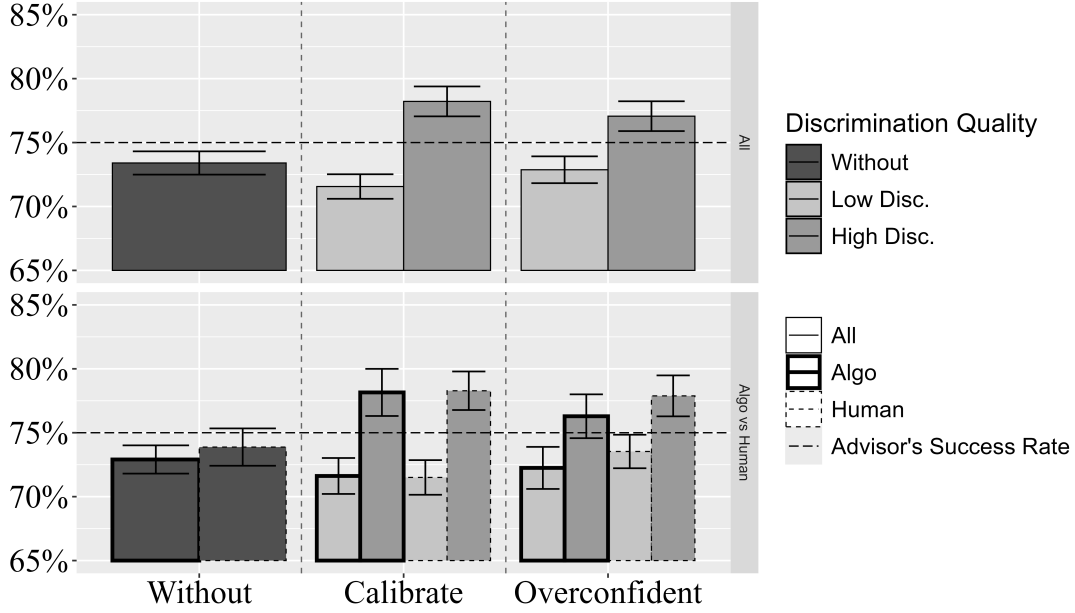 85%
80%
75%
70%
65%
All
85%
80%
75%
70%
65%
Algo vs Human
Without
Calibrate
Overconfident
Discrimination Quality
Without
Low Disc.
High Disc.
All
Algo
Human
Advisor's Success Rate